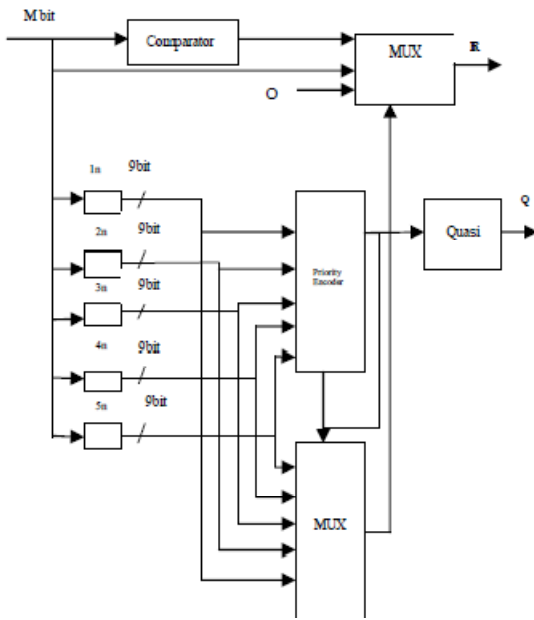 M bit
Comparator
MUX
R
O
1n
9bit
2n
9bit
3n
9bit
4n
9bit
5n
9bit
Priority
Encoder
Quasi
Q
MUX